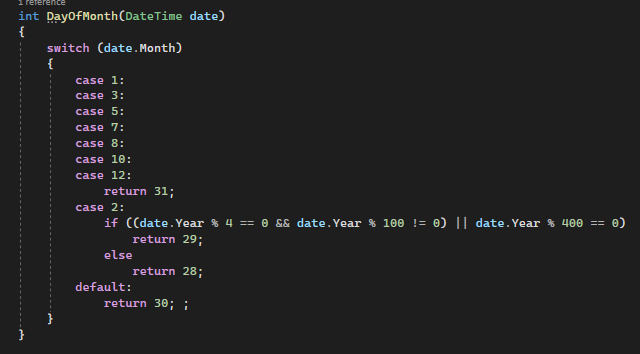 1 reference
int DayOfMonth(DateTime date)
{
    switch (date.Month)
    {
        case 1:
        case 3:
        case 5:
        case 7:
        case 8:
        case 10:
        case 12:
            return 31;
        case 2:
            if ((date.Year % 4 == 0 && date.Year % 100 != 0) || date.Year % 400 == 0)
                return 29;
            else
                return 28;
        default:
            return 30; ;
    }
}